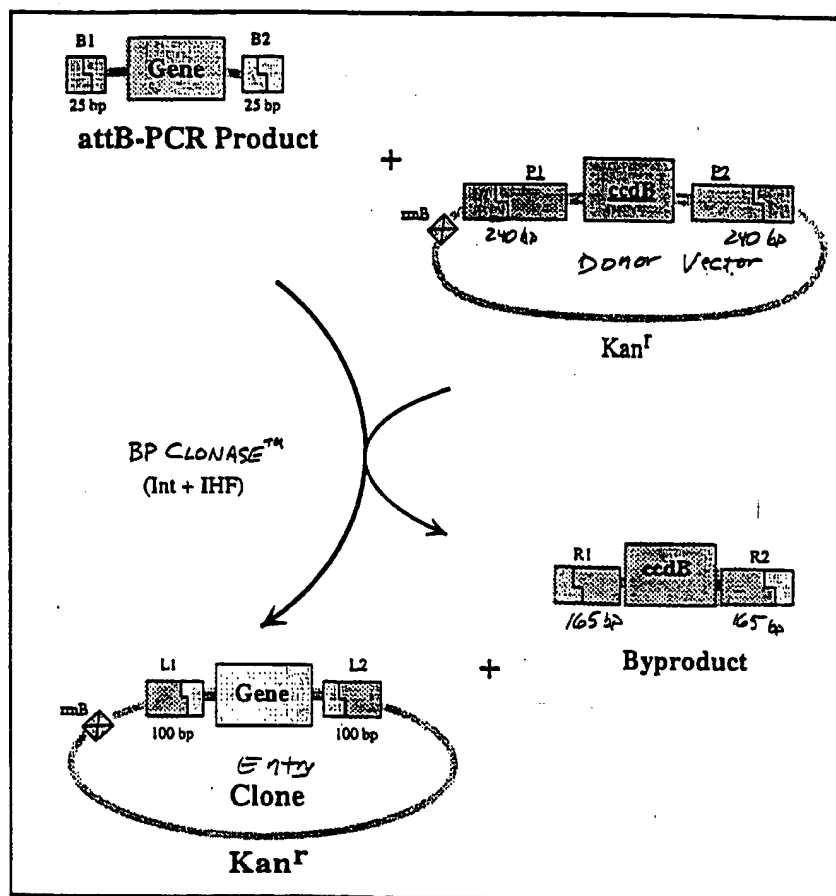 B1 B2
Gene
25 bp 25 bp
attB-PCR Product
+
P1 P2
ccdB
rrnB
240 bp 240 bp
Donor Vector
Kanr
BP CLONASE™
(Int + IHF)
R1 R2
ccdB
165 bp 165 bp
Byproduct
+
L1 L2
Gene
rrnB
100 bp 100 bp
Entry
Clone
Kanr